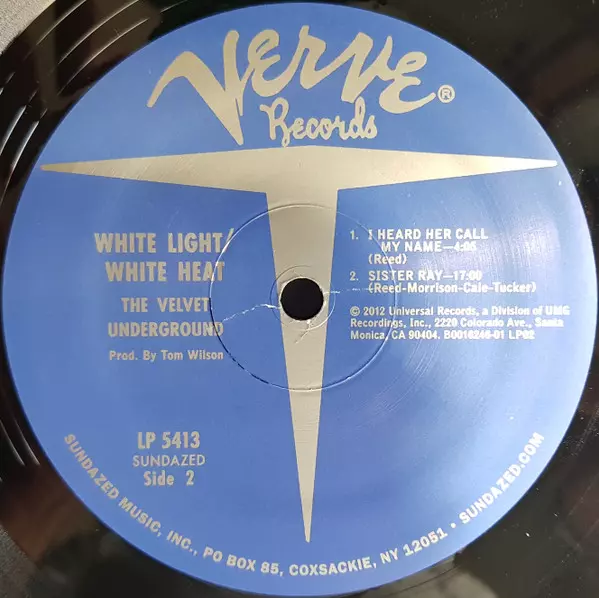 Verve®
Records
WHITE LIGHT/
WHITE HEAT
THE VELVET
UNDERGROUND
Prod. By Tom Wilson
1. I HEARD HER CALL
MY NAME—4:05
(Reed)
2. SISTER RAY—17:00
(Reed-Morrison-Cale-Tucker)
© 2012 Universal Records, a Division of UMG
Recordings, Inc., 2220 Colorado Ave., Santa
Monica, CA 90404. B0016246-01 LP02
LP 5413
SUNDAZED
Side 2
SUNDAZED MUSIC, INC., PO BOX 85, COXSACKIE, NY 12051 • SUNDAZED.COM